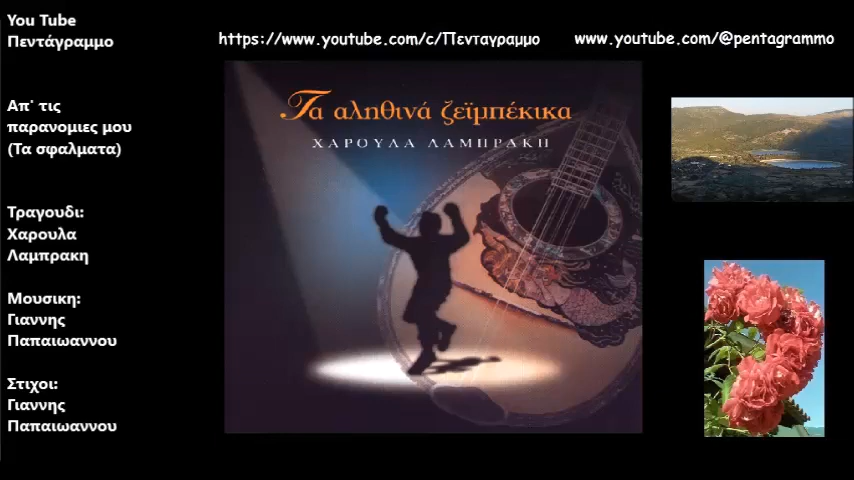 You Tube
Πεντάγραμμο
https://www.youtube.com/c/Πενταγραμμο
www.youtube.com/@pentagrammo
Απ' τις
παρανομιες μου
(Τα σφαλματα)
Τραγουδι:
Χαρουλα
Λαμπρακη
Μουσικη:
Γιαννης
Παπαιωαννου
Στιχοι:
Γιαννης
Παπαιωαννου
Τα αληθινά ζεϊμπέκικα
ΧΑΡΟΥΛΑ ΛΑΜΠΡΑΚΗ